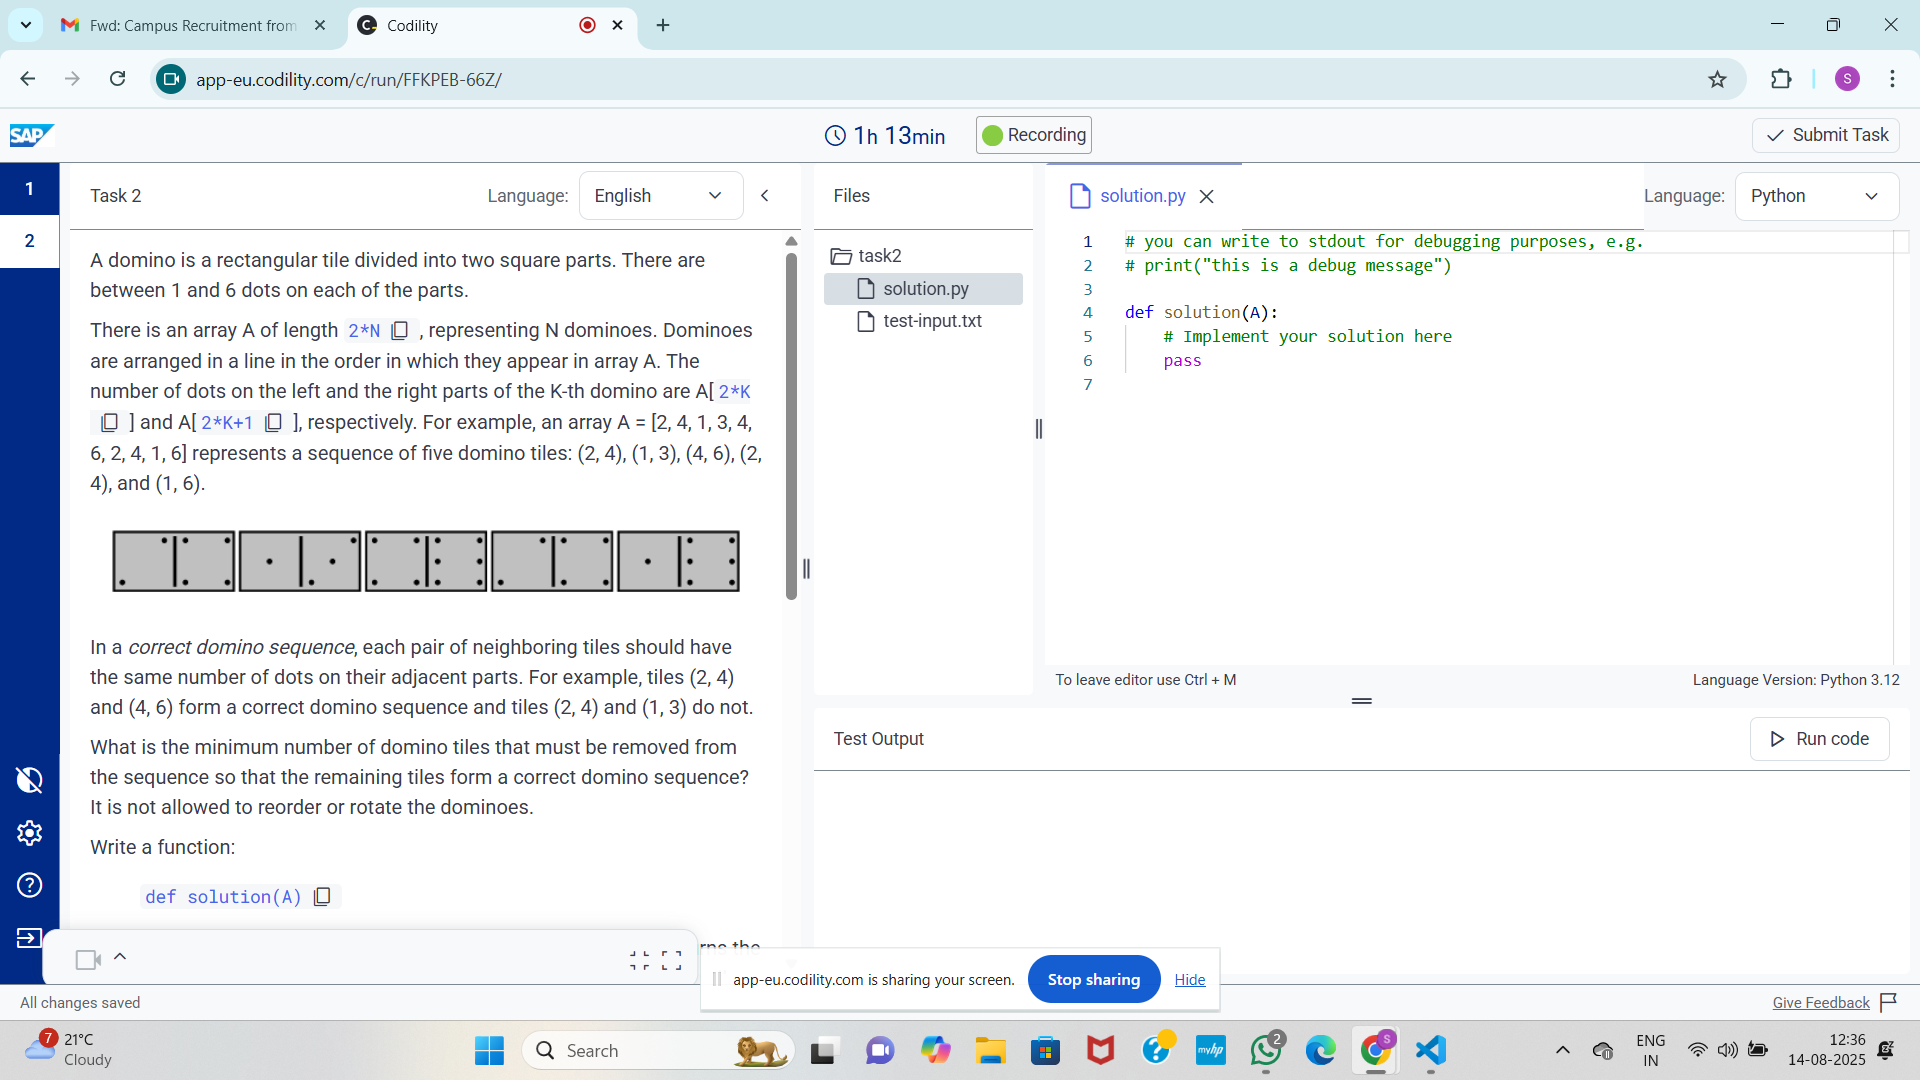 Fwd: Campus Recruitment from
Codility
app-eu.codility.com/c/run/FFKPEB-66Z/
S
SAP
1h 13min
Recording
Submit Task
1
2
Task 2
Language:
English
A domino is a rectangular tile divided into two square parts. There are
between 1 and 6 dots on each of the parts.
There is an array A of length 2*N , representing N dominoes. Dominoes
are arranged in a line in the order in which they appear in array A. The
number of dots on the left and the right parts of the K-th domino are A[ 2*K
] and A[ 2*K+1 ], respectively. For example, an array A = [2, 4, 1, 3, 4,
6, 2, 4, 1, 6] represents a sequence of five domino tiles: (2, 4), (1, 3), (4, 6), (2,
4), and (1, 6).
In a correct domino sequence, each pair of neighboring tiles should have
the same number of dots on their adjacent parts. For example, tiles (2, 4)
and (4, 6) form a correct domino sequence and tiles (2, 4) and (1, 3) do not.
What is the minimum number of domino tiles that must be removed from
the sequence so that the remaining tiles form a correct domino sequence?
It is not allowed to reorder or rotate the dominoes.
Write a function:
def solution(A)
the
Files
task2
solution.py
test-input.txt
solution.py
Language:
Python
1 # you can write to stdout for debugging purposes, e.g.
2 # print("this is a debug message")
3
4 def solution(A):
5 # Implement your solution here
6 pass
7
To leave editor use Ctrl + M
Language Version: Python 3.12
Test Output
Run code
app-eu.codility.com is sharing your screen.
Stop sharing
Hide
All changes saved
Give Feedback
7
21°C
Cloudy
Search
myhp
2
S
ENG
IN
12:36
14-08-2025